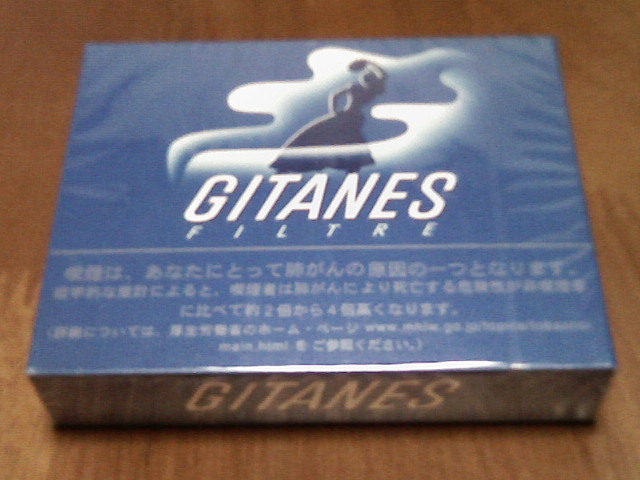 GITANES
FILTRE
喫煙は、あなたにとって肺がんの原因の一つとなります。
疫学的な推計によると、喫煙者は肺がんにより死亡する危険性が非喫煙者
に比べて約2倍から4倍高くなります。
(詳細については、厚生労働省のホーム・ページ www.mhlw.go.jp/topics/tobacco/
main.html をご参照ください。)
GITANES